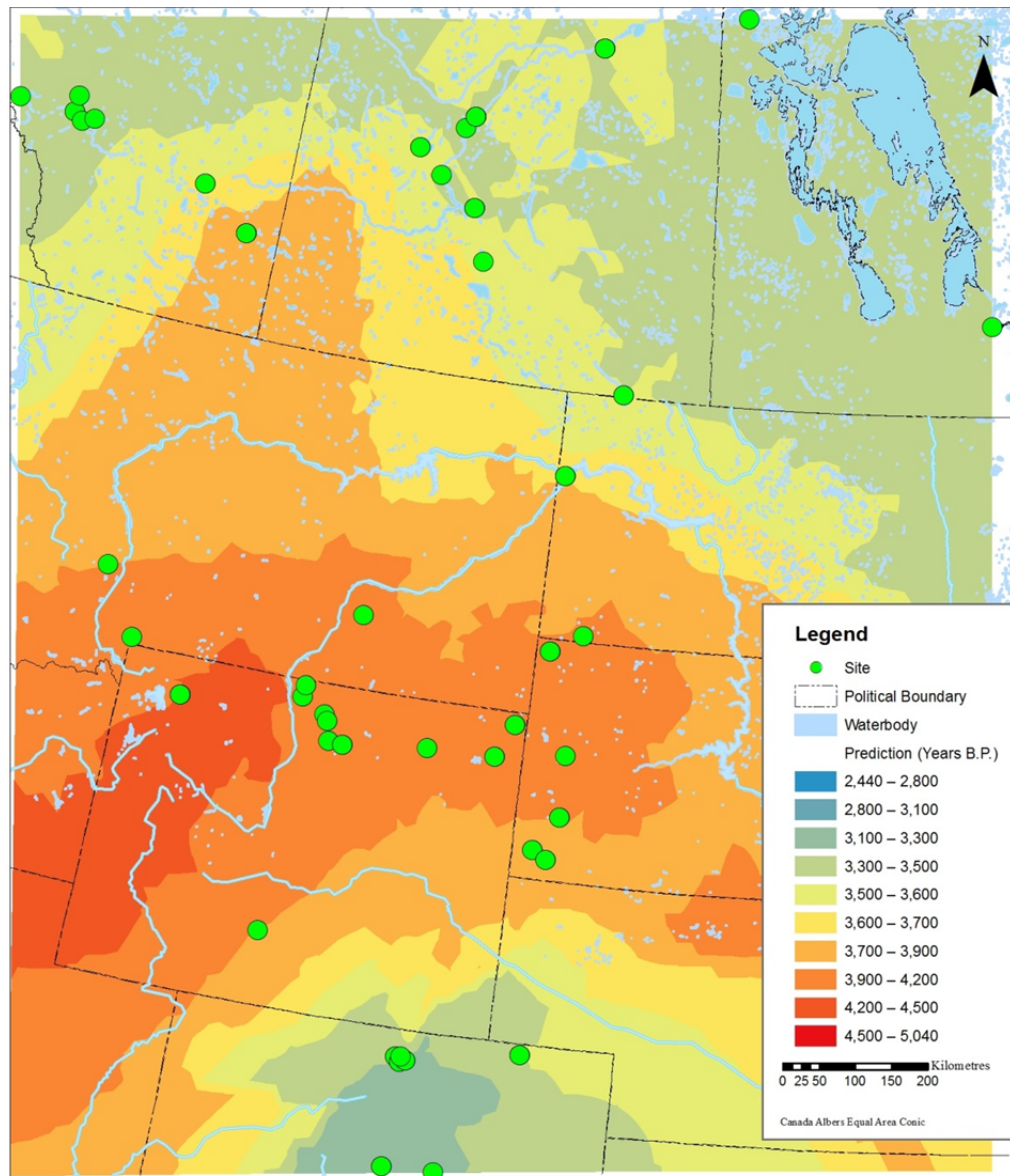 N
Legend
Site
Political Boundary
Waterbody
Prediction (Years B.P.)
2,440 – 2,800
2,800 – 3,100
3,100 – 3,300
3,300 – 3,500
3,500 – 3,600
3,600 – 3,700
3,700 – 3,900
3,900 – 4,200
4,200 – 4,500
4,500 – 5,040
Kilometres
0 25 50 100 150 200
Canada Albers Equal Area Conic